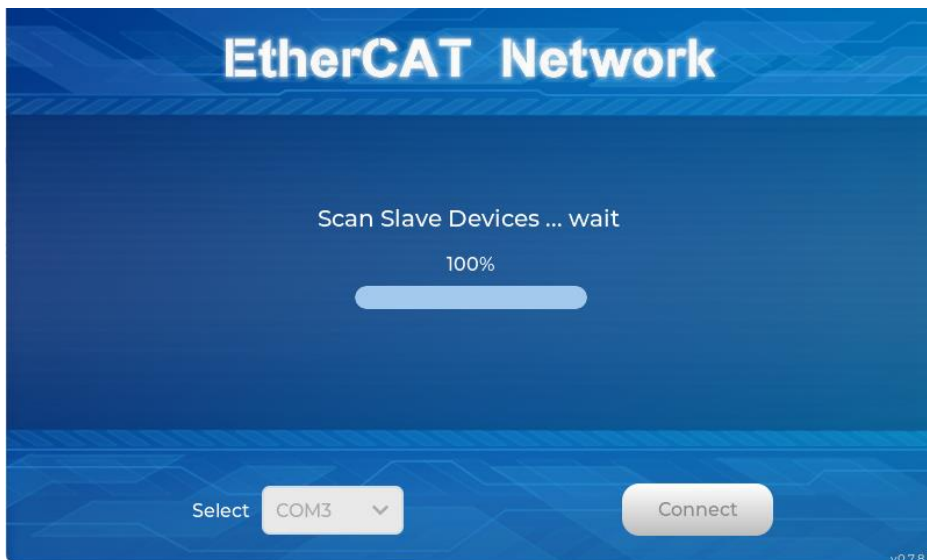 EtherCAT Network
Scan Slave Devices ... wait
100%
Select COM3 Connect
v0.7.8